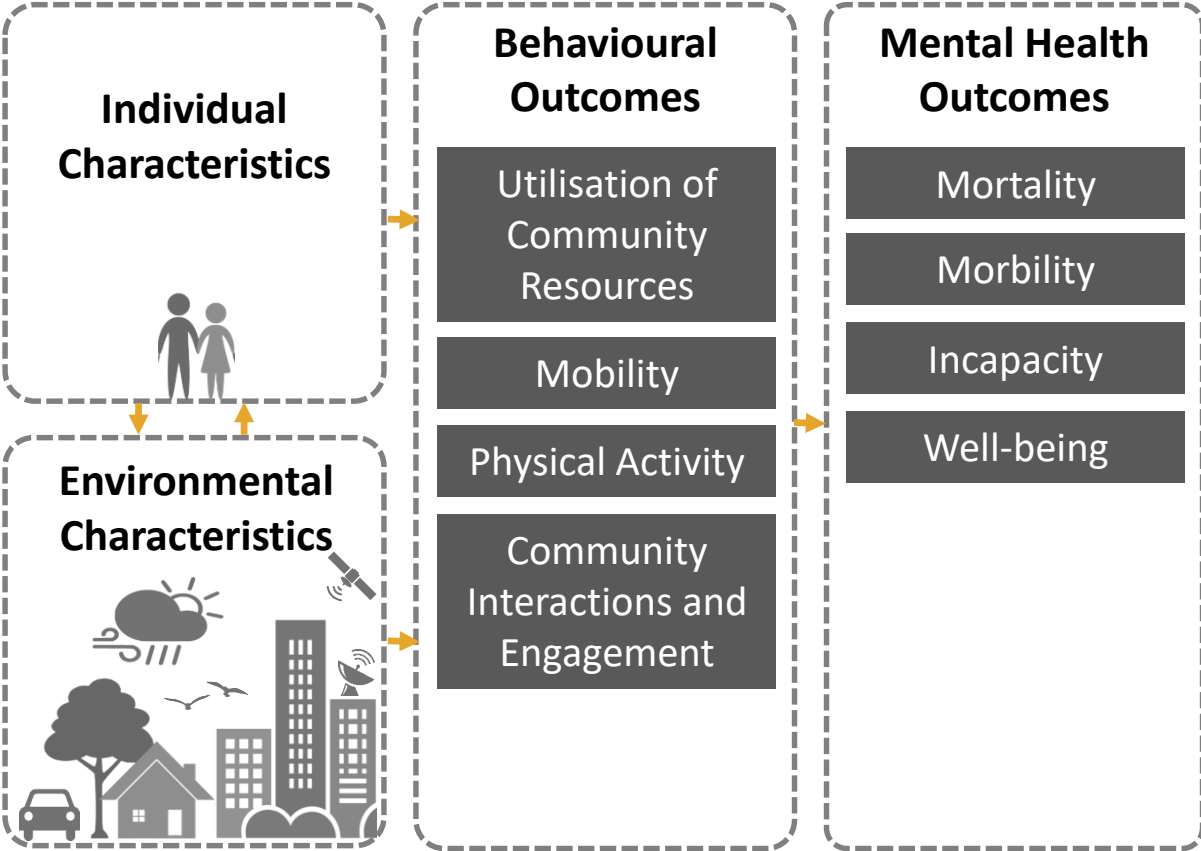 Individual
Characteristics
Environmental
Characteristics
Behavioural
Outcomes
Utilisation of
Community
Resources
Mobility
Physical Activity
Community
Interactions and
Engagement
Mental Health
Outcomes
Mortality
Morbility
Incapacity
Well-being